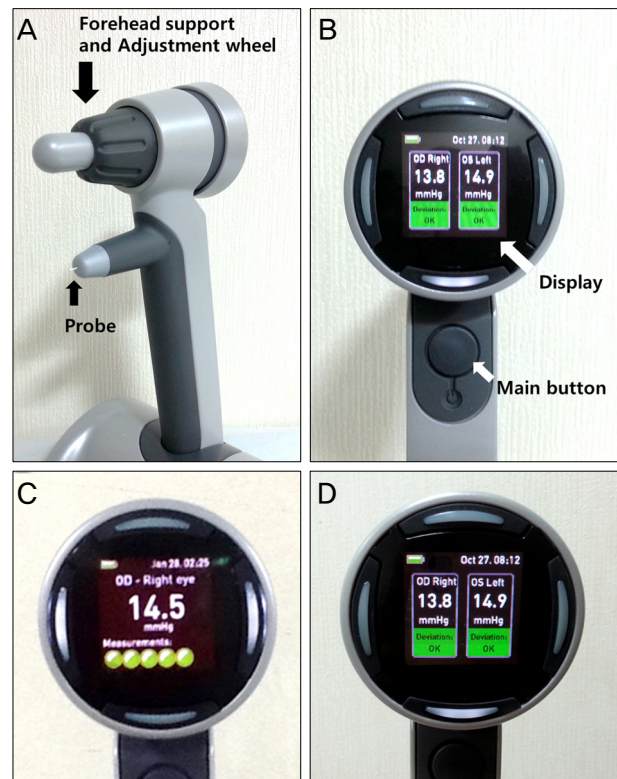 A
Forehead support
and Adjustment wheel
Probe
B
Oct 27. 08:12
OD Right
13.8
mmHg
Deviation:
OK
OS Left
14.9
mmHg
Deviation:
OK
Display
Main button
C
Jan 28. 02:25
OD - Right eye
14.5
mmHg
Measurements:
D
Oct 27. 08:12
OD Right
13.8
mmHg
Deviation:
OK
OS Left
14.9
mmHg
Deviation:
OK